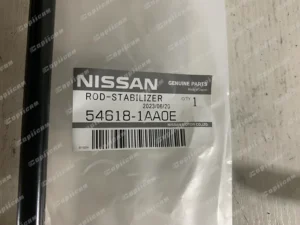 NISSAN
GENUINE PARTS
ROD-STABILIZER
2023/06/20
QTY 1
54618-1AA0E